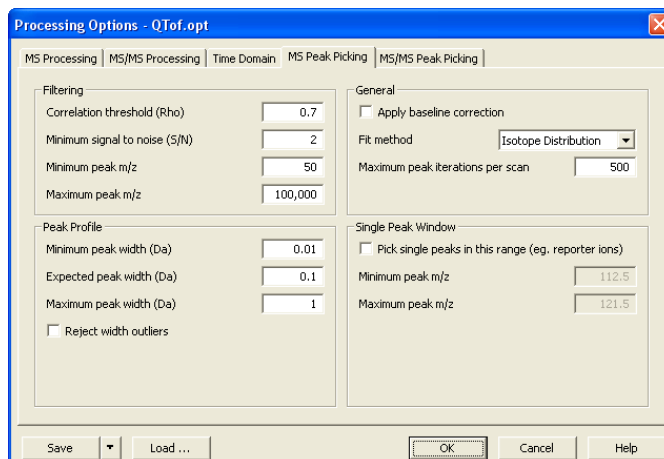 Processing Options - QTof.opt
MS Processing MS/MS Processing Time Domain MS Peak Picking MS/MS Peak Picking
Filtering
Correlation threshold (Rho) 0.7
Minimum signal to noise (S/N) 2
Minimum peak m/z 50
Maximum peak m/z 100,000
General
Apply baseline correction
Fit method Isotope Distribution
Maximum peak iterations per scan 500
Peak Profile
Minimum peak width (Da) 0.01
Expected peak width (Da) 0.1
Maximum peak width (Da) 1
Reject width outliers
Single Peak Window
Pick single peaks in this range (eg. reporter ions)
Minimum peak m/z 112.5
Maximum peak m/z 121.5
Save Load ... OK Cancel Help